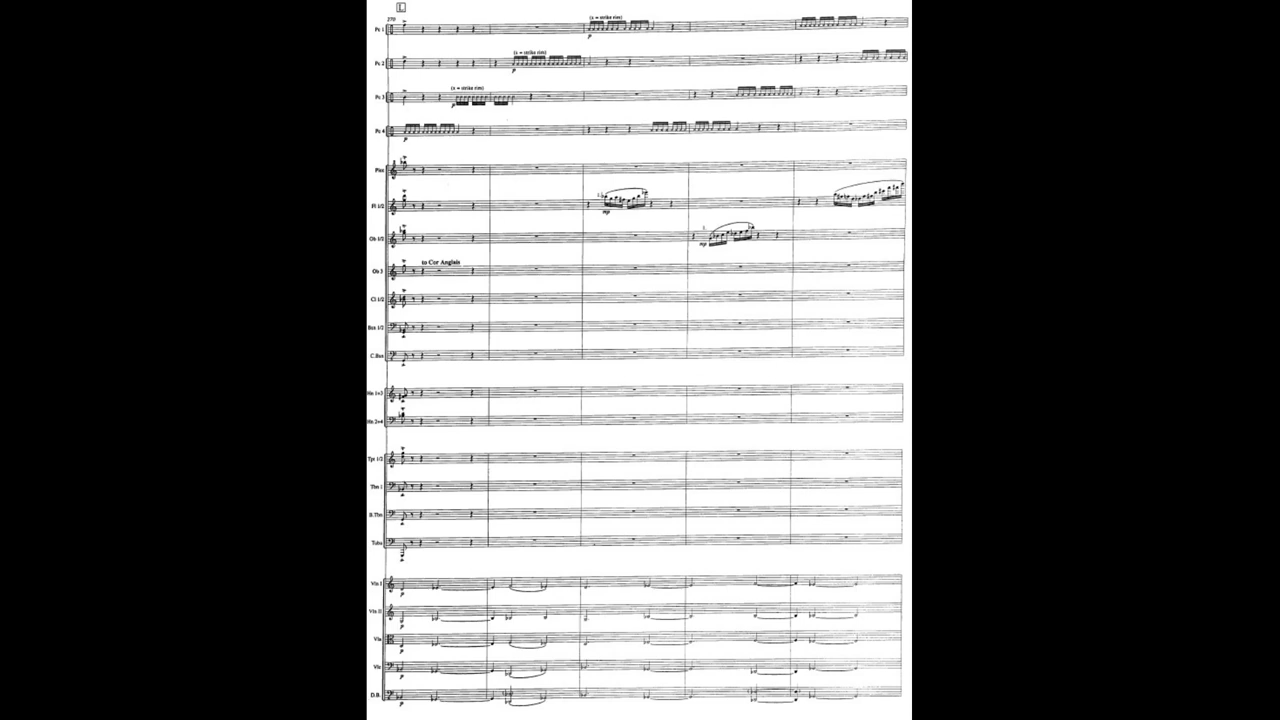 L
270
Pc 1
(x = strike rim)
p
Pc 2
(x = strike rim)
p
Pc 3
(x = strike rim)
p
Pc 4
p
Picc
Fl 1/2
1.
mp
Ob 1/2
1.
mp
to Cor Anglais
Ob 3
Cl 1/2
Bsn 1/2
C.Bsn
Hn 1+3
Hn 2+4
Tpt 1/2
Tbn 1
B.Tbn
Tuba
Vln I
p
Vln II
p
Vla
p
Vlc
p
D.B.
p